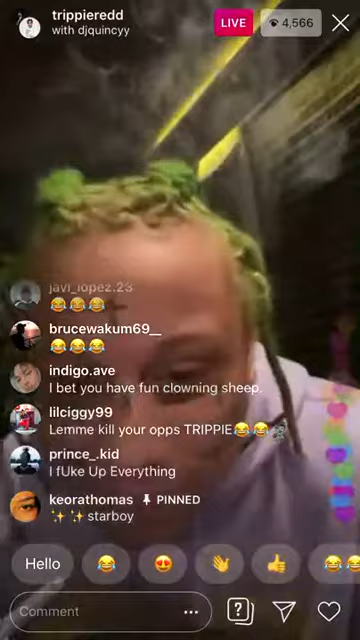 trippieredd
with djquincyy
LIVE
4,566
javi_lopez.23
😂😂😂
brucewakum69__
😂😂😂
indigo.ave
I bet you have fun clowning sheep.
lilciggy99
Lemme kill your opps TRIPPIE😂😂
prince_.kid
I fUke Up Everything
keorathomas PINNED
✨ ✨ starboy
Hello 😂 😍 👋 👍 😂😂
Comment